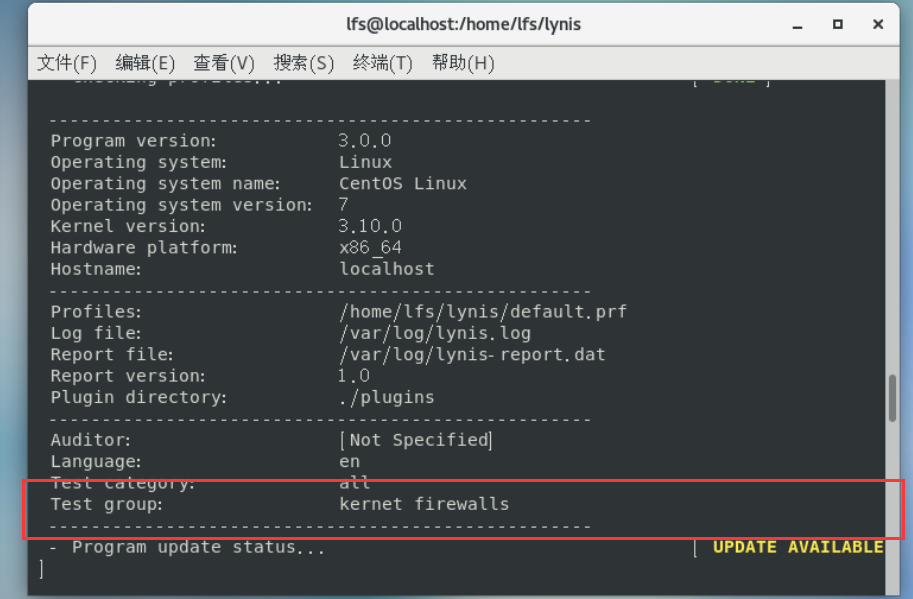 lfs@localhost:/home/lfs/lynis
文件(F) 编辑(E) 查看(V) 搜索(S) 终端(T) 帮助(H)
--------------------------------------------------
Program version: 3.0.0
Operating system: Linux
Operating system name: CentOS Linux
Operating system version: 7
Kernel version: 3.10.0
Hardware platform: x86_64
Hostname: localhost
--------------------------------------------------
Profiles: /home/lfs/lynis/default.prf
Log file: /var/log/lynis.log
Report file: /var/log/lynis-report.dat
Report version: 1.0
Plugin directory: ./plugins
--------------------------------------------------
Auditor: [Not Specified]
Language: en
Test category: all
Test group: kernet firewalls
--------------------------------------------------
- Program update status... [ UPDATE AVAILABLE
]